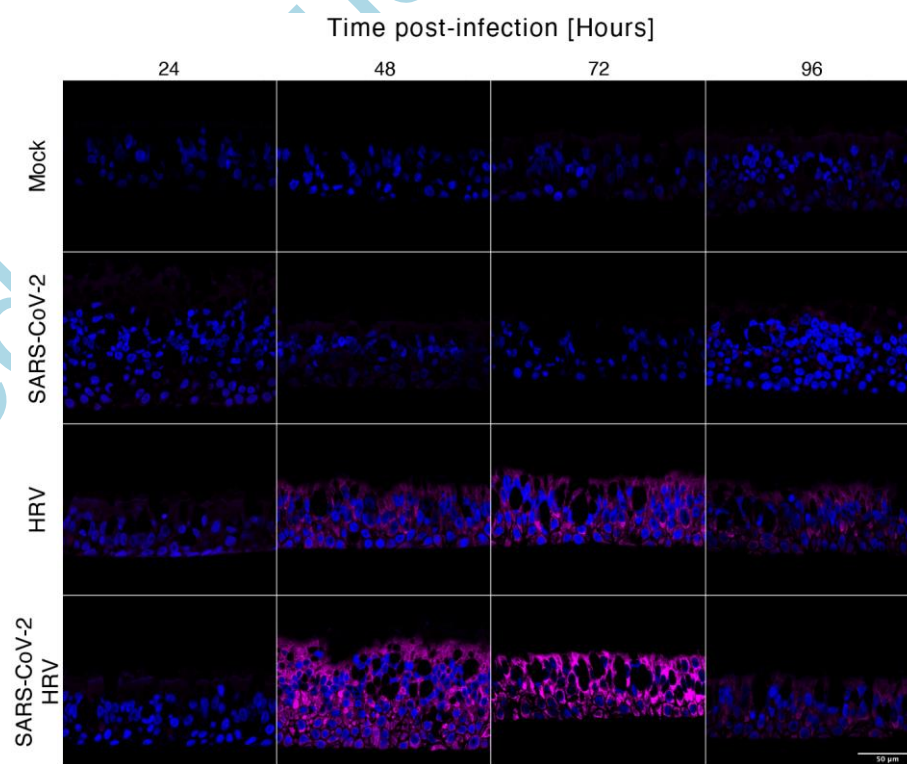 Time post-infection [Hours]
24 48 72 96
Mock
SARS-CoV-2
HRV
SARS-CoV-2
HRV
50 µm